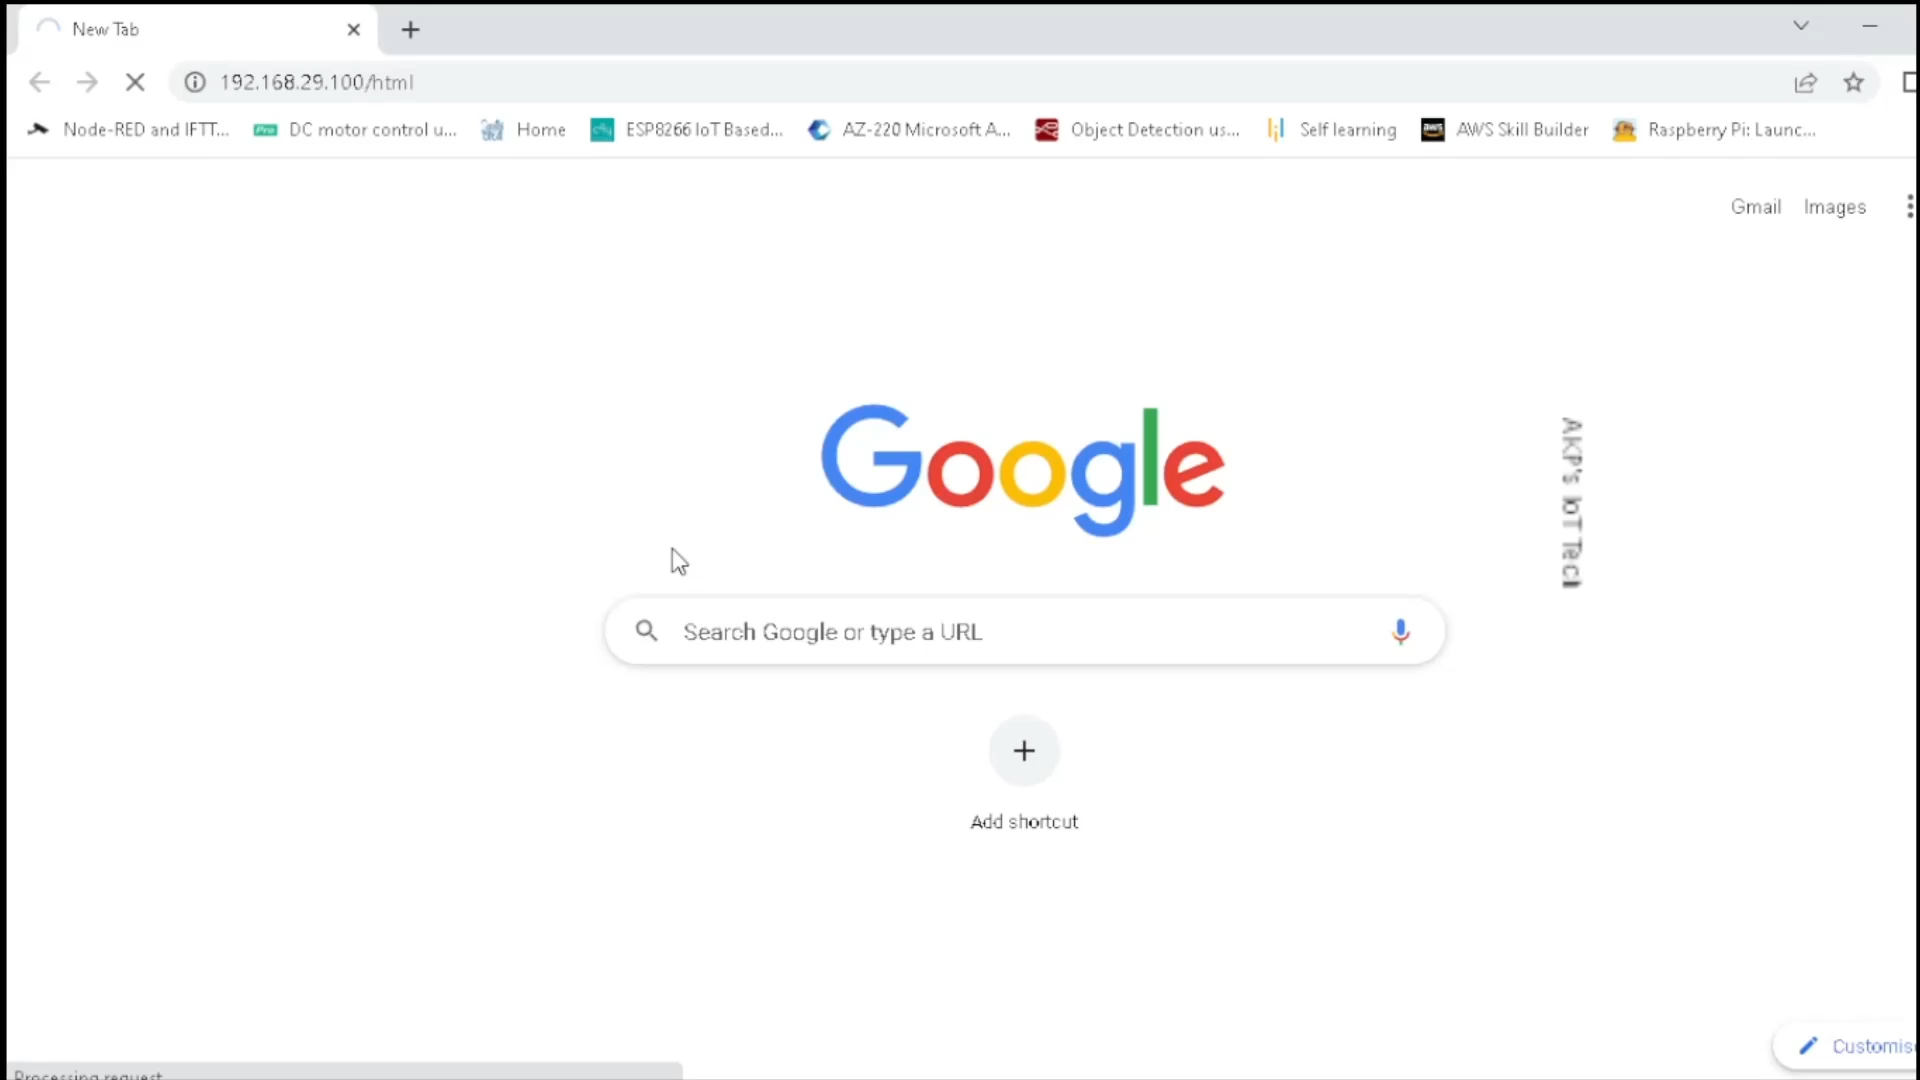 New Tab
192.168.29.100/html
Node-RED and IFTT... DC motor control u... Home ESP8266 IoT Based... AZ-220 Microsoft A... Object Detection us... Self learning AWS Skill Builder Raspberry Pi: Launc...
Gmail Images
Google
AKP's IoT Tech
Search Google or type a URL
Add shortcut
Customis
Processing request